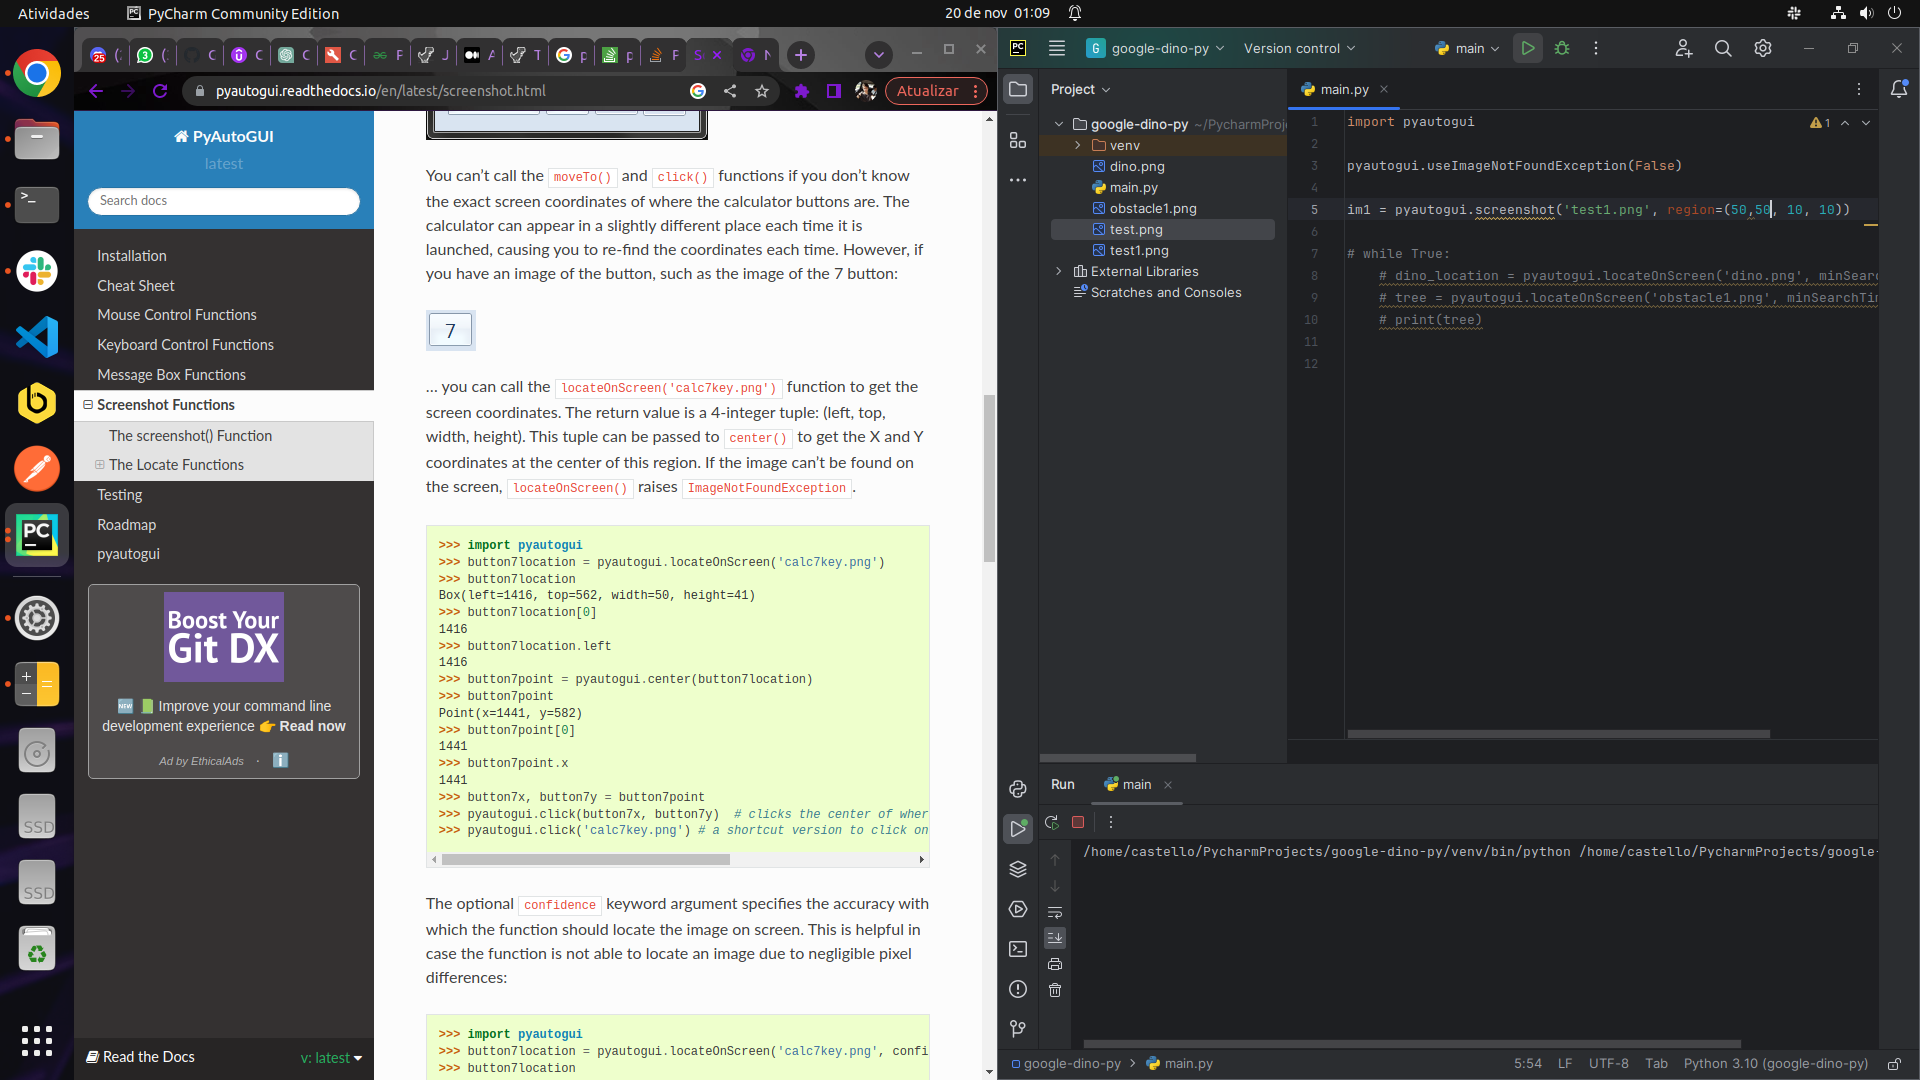 Atividades
PyCharm Community Edition
20 de nov 01:09
pyautogui.readthedocs.io/en/latest/screenshot.html
Atualizar
PyAutoGUI
latest
Search docs
Installation
Cheat Sheet
Mouse Control Functions
Keyboard Control Functions
Message Box Functions
Screenshot Functions
The screenshot() Function
The Locate Functions
Testing
Roadmap
pyautogui
Boost Your
Git DX
Improve your command line
development experience 👉 Read now
Ad by EthicalAds ·
Read the Docs
v: latest
You can’t call the moveTo() and click() functions if you don’t know
the exact screen coordinates of where the calculator buttons are. The
calculator can appear in a slightly different place each time it is
launched, causing you to re-find the coordinates each time. However, if
you have an image of the button, such as the image of the 7 button:
7
… you can call the locateOnScreen('calc7key.png') function to get the
screen coordinates. The return value is a 4-integer tuple: (left, top,
width, height). This tuple can be passed to center() to get the X and Y
coordinates at the center of this region. If the image can’t be found on
the screen, locateOnScreen() raises ImageNotFoundException.
>>> import pyautogui
>>> button7location = pyautogui.locateOnScreen('calc7key.png')
>>> button7location
Box(left=1416, top=562, width=50, height=41)
>>> button7location[0]
1416
>>> button7location.left
1416
>>> button7point = pyautogui.center(button7location)
>>> button7point
Point(x=1441, y=582)
>>> button7point[0]
1441
>>> button7point.x
1441
>>> button7x, button7y = button7point
>>> pyautogui.click(button7x, button7y)  # clicks the center of wher
>>> pyautogui.click('calc7key.png') # a shortcut version to click on
The optional confidence keyword argument specifies the accuracy with
which the function should locate the image on screen. This is helpful in
case the function is not able to locate an image due to negligible pixel
differences:
>>> import pyautogui
>>> button7location = pyautogui.locateOnScreen('calc7key.png', confi
>>> button7location
PC
G google-dino-py
Version control
main
Project
google-dino-py ~/PycharmProj
venv
dino.png
main.py
obstacle1.png
test.png
test1.png
External Libraries
Scratches and Consoles
main.py
1 import pyautogui
1
2
3 pyautogui.useImageNotFoundException(False)
4
5 im1 = pyautogui.screenshot('test1.png', region=(50,50, 10, 10))
6
7 # while True:
8 # dino_location = pyautogui.locateOnScreen('dino.png', minSearc
9 # tree = pyautogui.locateOnScreen('obstacle1.png', minSearchTim
10 # print(tree)
11
12
Run
main
/home/castello/PycharmProjects/google-dino-py/venv/bin/python /home/castello/PycharmProjects/google-
google-dino-py > main.py
5:54 LF UTF-8 Tab Python 3.10 (google-dino-py)
SSD
SSD